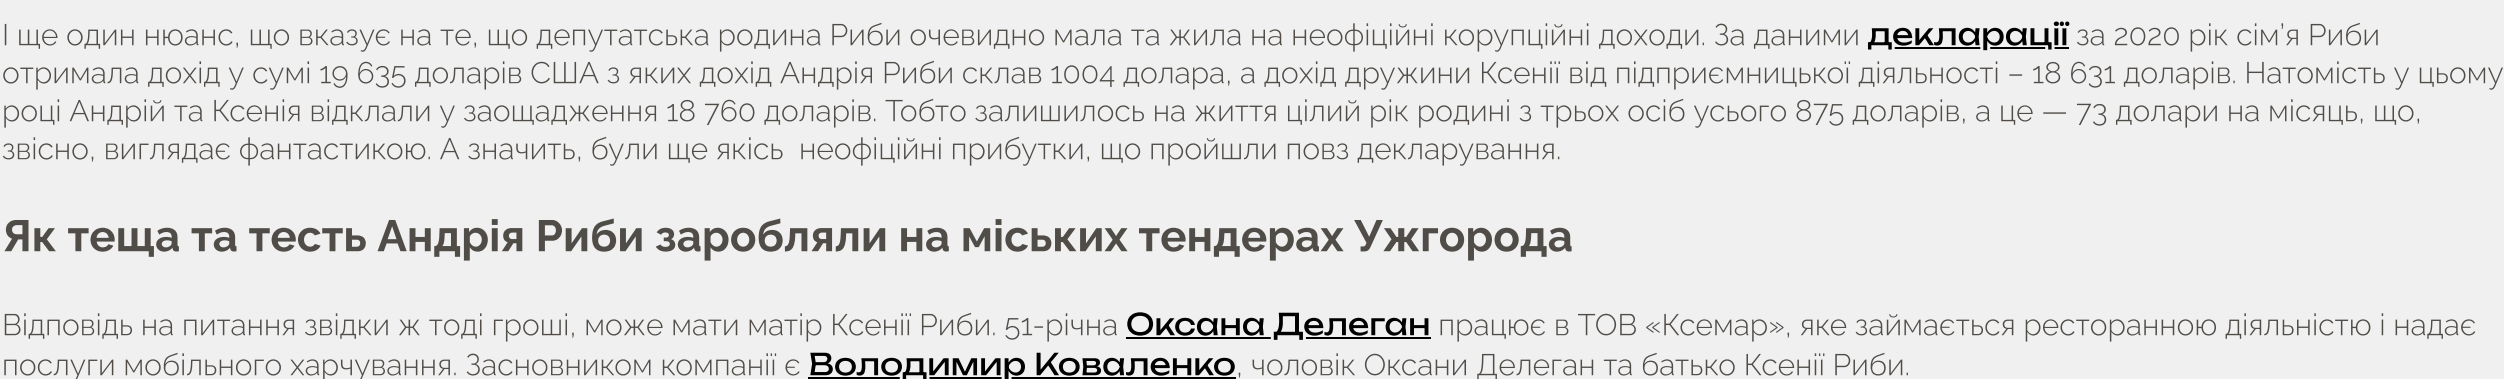 І ще один нюанс, що вказує на те, що депутатська родина Риби очевидно мала та жила на неофіційні корупційні доходи. За даними декларації за 2020 рік сім’я Риби
отримала дохід у сумі 19 635 доларів США з яких дохід Андрія Риби склав 1004 долара, а дохід дружини Ксенії від підприємницької діяльності – 18 631 доларів. Натомість у цьому
році Андрій та Ксенія відклали у заощадження 18 760 доларів. Тобто залишилось на життя цілий рік родині з трьох осіб усього 875 доларів, а це — 73 долари на місяць, що,
звісно, виглядає фантастикою. А значить, були ще якісь  неофіційні прибутки, що пройшли повз декларування.
Як теща та тесть Андрія Риби заробляли на міських тендерах Ужгорода
Відповідь на питання звідки ж тоді гроші, може мати матір Ксенії Риби. 51-річна Оксана Делеган працює в ТОВ «Ксемар», яке займається ресторанною діяльністю і надає
послуги мобільного харчування. Засновником компанії є Володимир Коваленко, чоловік Оксани Делеган та батько Ксенії Риби.